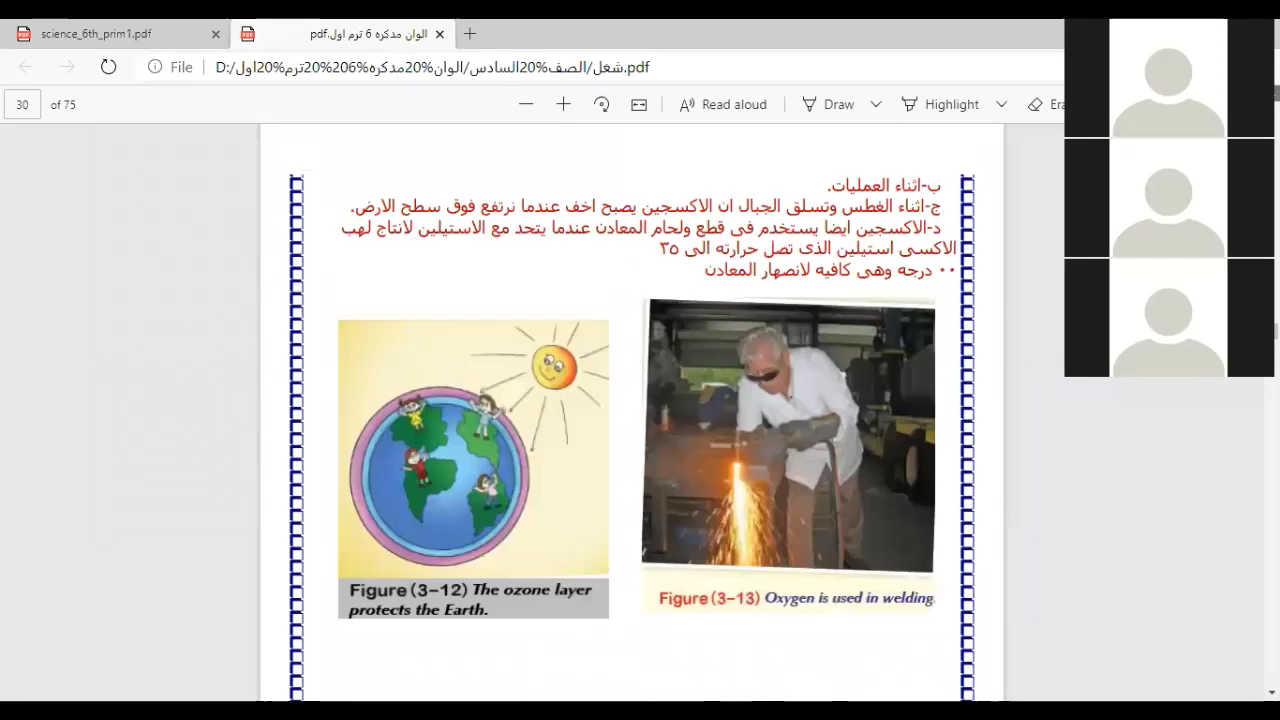 science_6th_prim1.pdf
الوان مدكره 6 ترم اول.pdf
File
D:/شغل/الصف%20السادس/الوان%20مدكره%206%20ترم%20اول.pdf
30 of 75
Read aloud
Draw
Highlight
Era
ب-اثناء العمليات.
ج-اثناء الغطس وتسلق الجبال ان الاكسجين يصبح اخف عندما نرتفع فوق سطح الارض.
د-الاكسجين ايضا يستخدم فى قطع ولحام المعادن عندما يتحد مع الاستيلين لانتاج لهب
الاكسى استيلين الذى تصل حرارته الى ٣٥
٠٠ درجه وهى كافيه لانصهار المعادن
Figure (3-12) The ozone layer
protects the Earth.
Figure (3-13) Oxygen is used in welding.